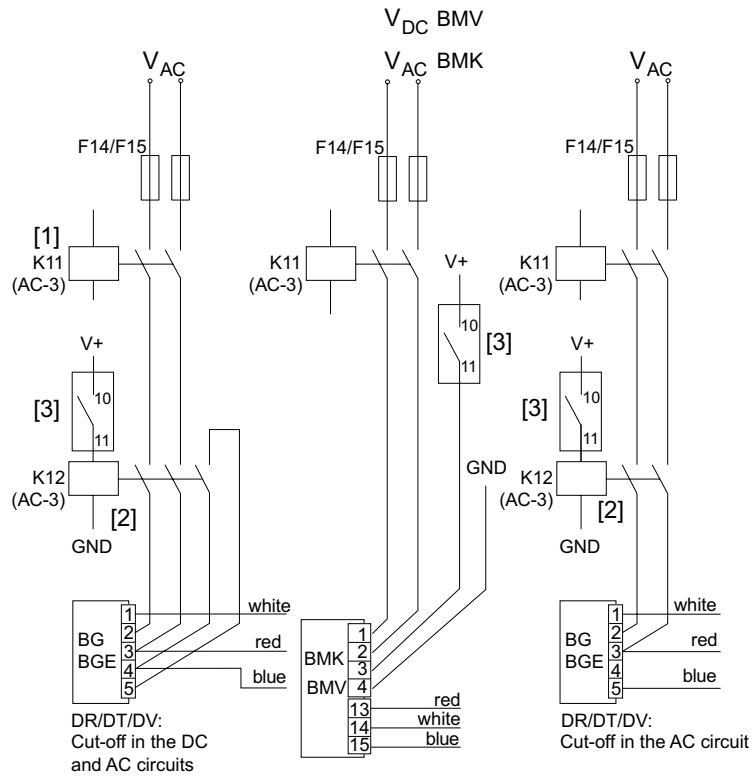 V DC BMV
V AC
V AC BMK
V AC
F14/F15
F14/F15
F14/F15
[1]
K11
(AC-3)
K11
(AC-3)
K11
(AC-3)
V+
10
11
[3]
V+
10
11
[3]
V+
10
11
[3]
K12
(AC-3)
[2]
GND
GND
K12
(AC-3)
[2]
GND
BG
BGE
1
2
3
4
5
white
red
blue
DR/DT/DV:
Cut-off in the DC
and AC circuits
BMK
BMV
1
2
3
4
13
14
15
red
white
blue
BG
BGE
1
2
3
4
5
white
red
blue
DR/DT/DV:
Cut-off in the AC circuit